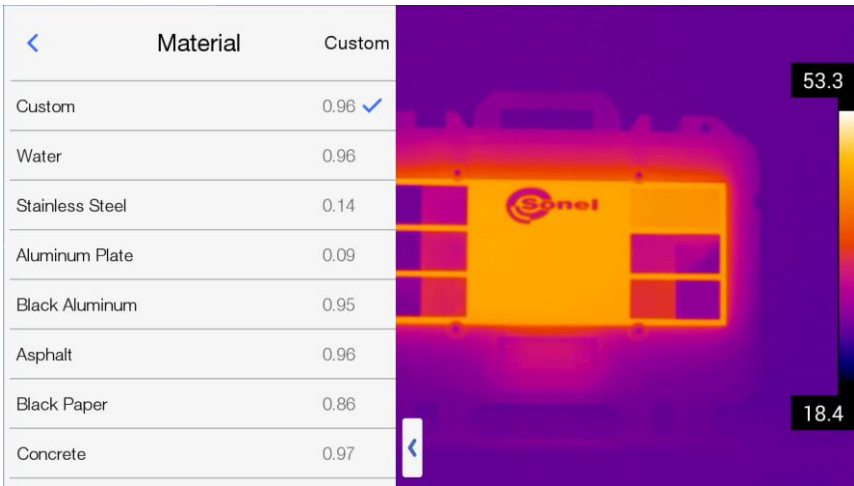 Material Custom
Custom 0.96
Water 0.96
Stainless Steel 0.14
Aluminum Plate 0.09
Black Aluminum 0.95
Asphalt 0.96
Black Paper 0.86
Concrete 0.97
53.3
Sonel
18.4